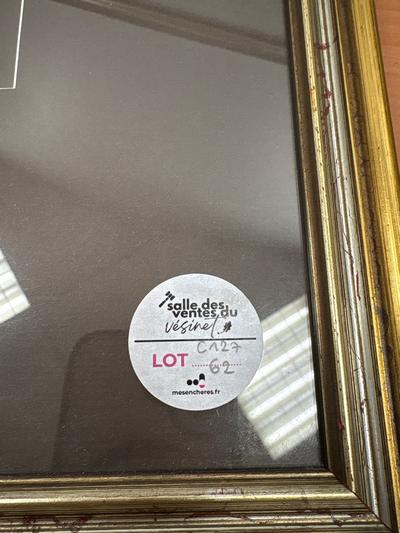 salle des
ventes du
vésinet
C127
LOT ........ 62
mesencheres.fr